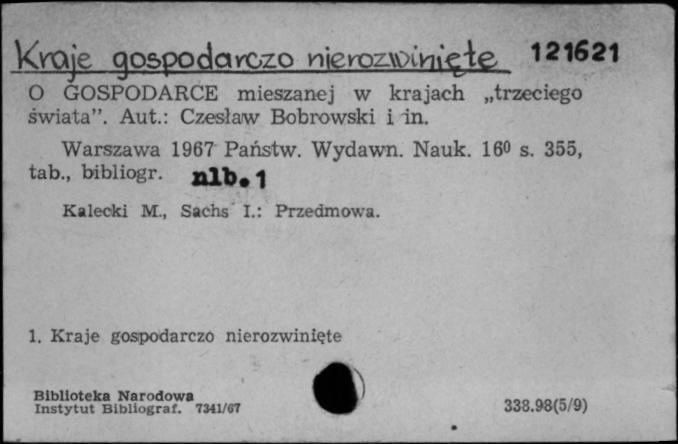 Kraje gospodarczo nierozwinięte 121621
O GOSPODARCE mieszanej w krajach „trzeciego
świata”. Aut.: Czesław Bobrowski i in.
Warszawa 1967 Państw. Wydawn. Nauk. 16⁰ s. 355,
tab., bibliogr. nlb. 1
Kalecki M., Sachs I.: Przedmowa.
1. Kraje gospodarczo nierozwinięte
Biblioteka Narodowa
Instytut Bibliograf. 7341/67 338.98(5/9)